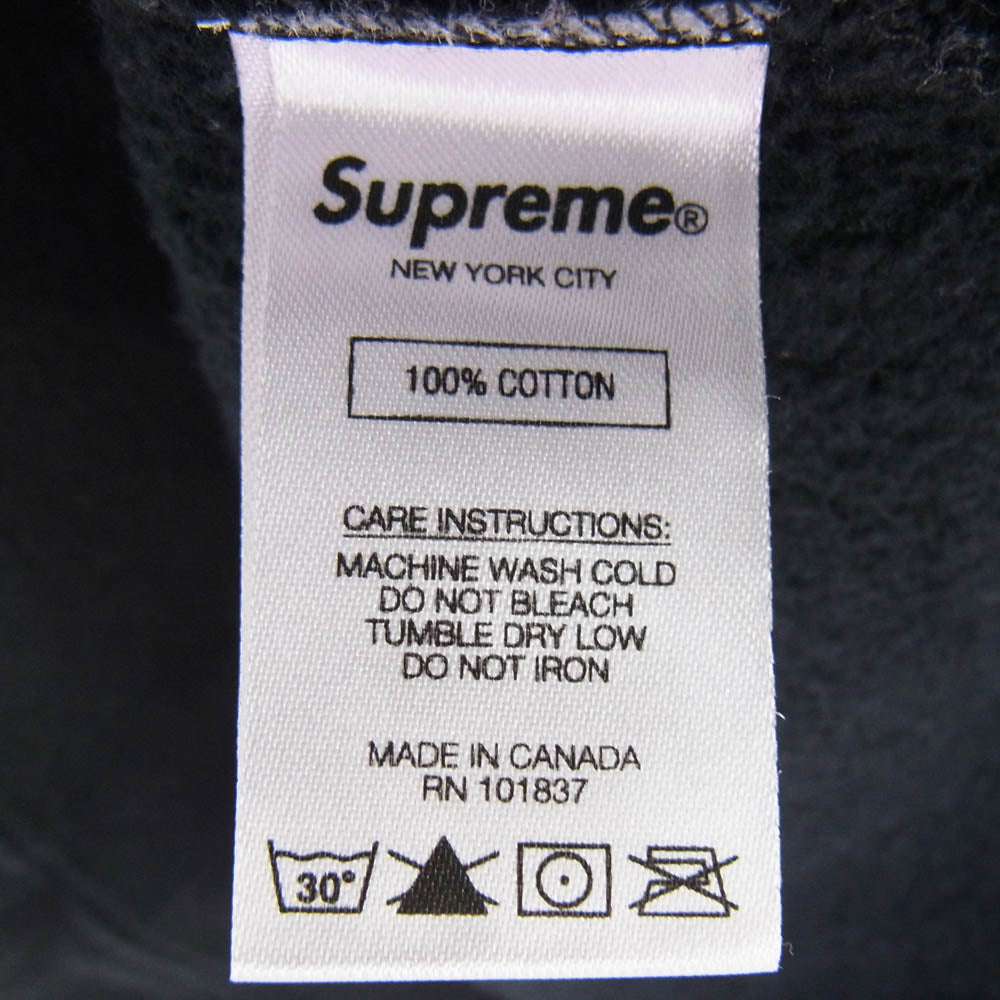 Supreme®
NEW YORK CITY
100% COTTON
CARE INSTRUCTIONS:
MACHINE WASH COLD
DO NOT BLEACH
TUMBLE DRY LOW
DO NOT IRON
MADE IN CANADA
RN 101837
30°